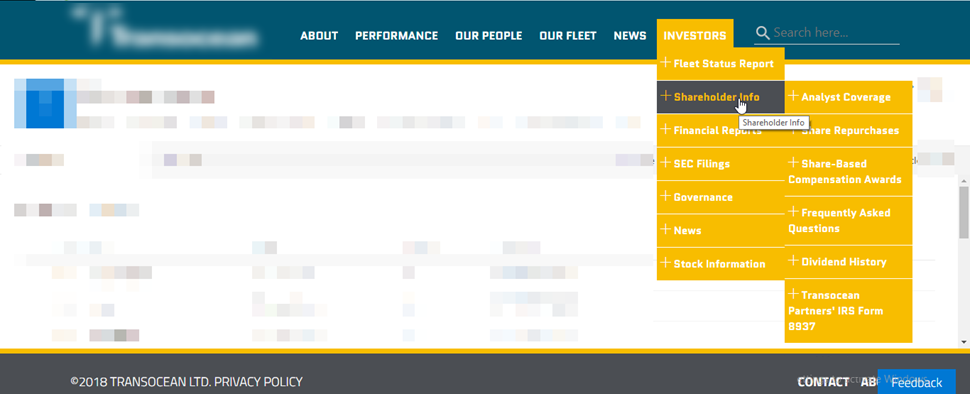 Transocean
ABOUT PERFORMANCE OUR PEOPLE OUR FLEET NEWS INVESTORS Search here...
Fleet Status Report
Shareholder Info
Analyst Coverage
Shareholder Info
Financial Reports
Share Repurchases
SEC Filings
Share-Based
Compensation Awards
Governance
Frequently Asked
Questions
News
Stock Information
Dividend History
Transocean
Partners' IRS Form
8937
©2018 TRANSOCEAN LTD. PRIVACY POLICY
CONTACT
Feedback